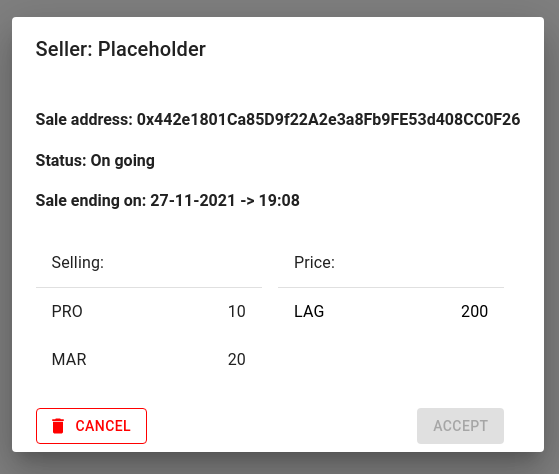 Seller: Placeholder
Sale address: 0x442e1801Ca85D9f22A2e3a8Fb9FE53d408CC0F26
Status: On going
Sale ending on: 27-11-2021 -> 19:08
Selling: Price:
PRO 10 LAG 200
MAR 20
CANCEL ACCEPT